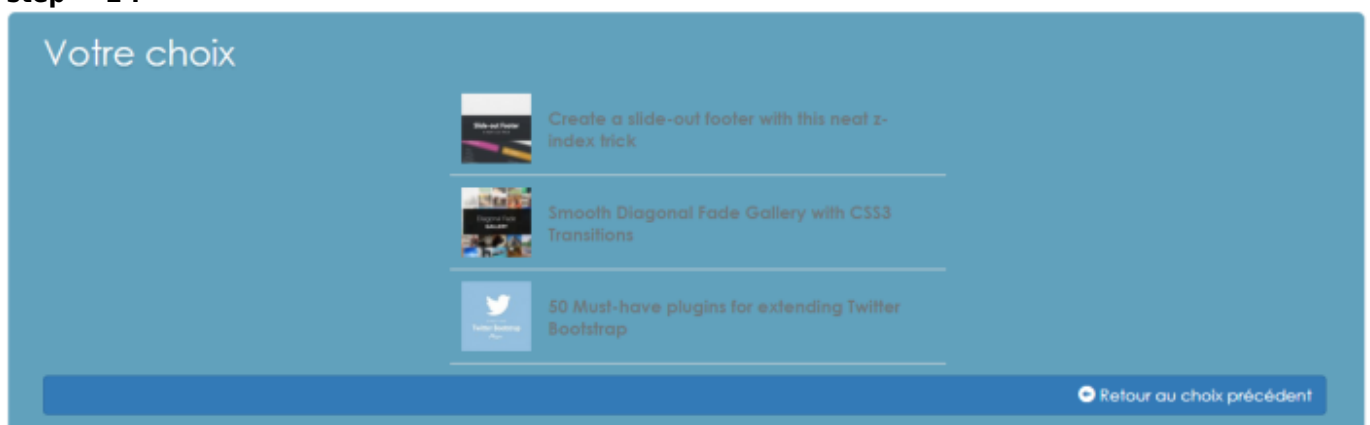 Votre choix
Create a slide-out footer with this neat z-
index trick
Slide-out Footer
Smooth Diagonal Fade Gallery with CSS3
Transitions
Diagonal Fade
GALLERY
50 Must-have plugins for extending Twitter
Bootstrap
Twitter Bootstrap
Retour au choix précédent